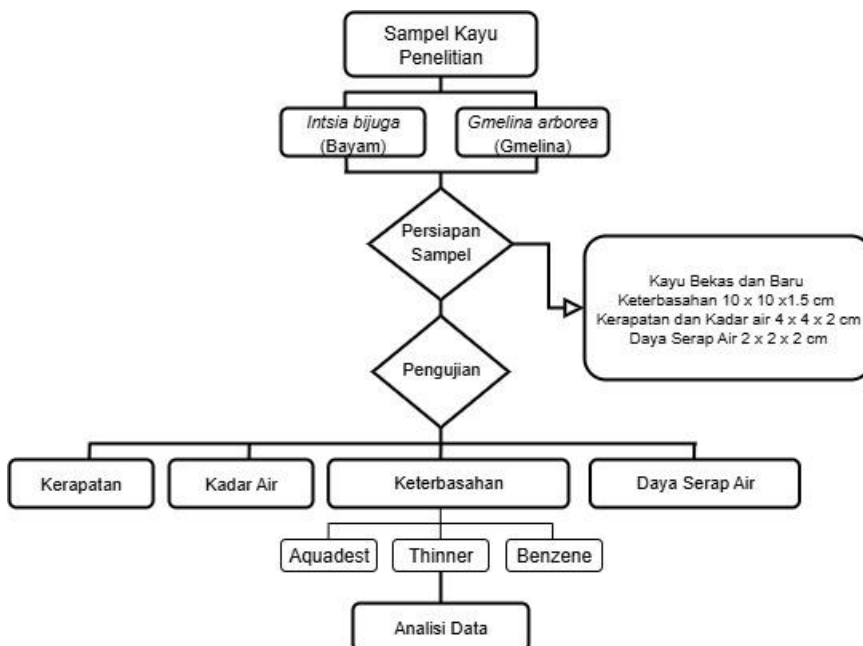 Sampel Kayu
Penelitian
Intsia bijuga
(Bayam)
Gmelina arborea
(Gmelina)
Persiapan
Sampel
Kayu Bekas dan Baru
Keterbasahan 10 x 10 x1.5 cm
Kerapatan dan Kadar air 4 x 4 x 2 cm
Daya Serap Air 2 x 2 x 2 cm
Pengujian
Kerapatan
Kadar Air
Keterbasahan
Daya Serap Air
Aquadest
Thinner
Benzene
Analisi Data